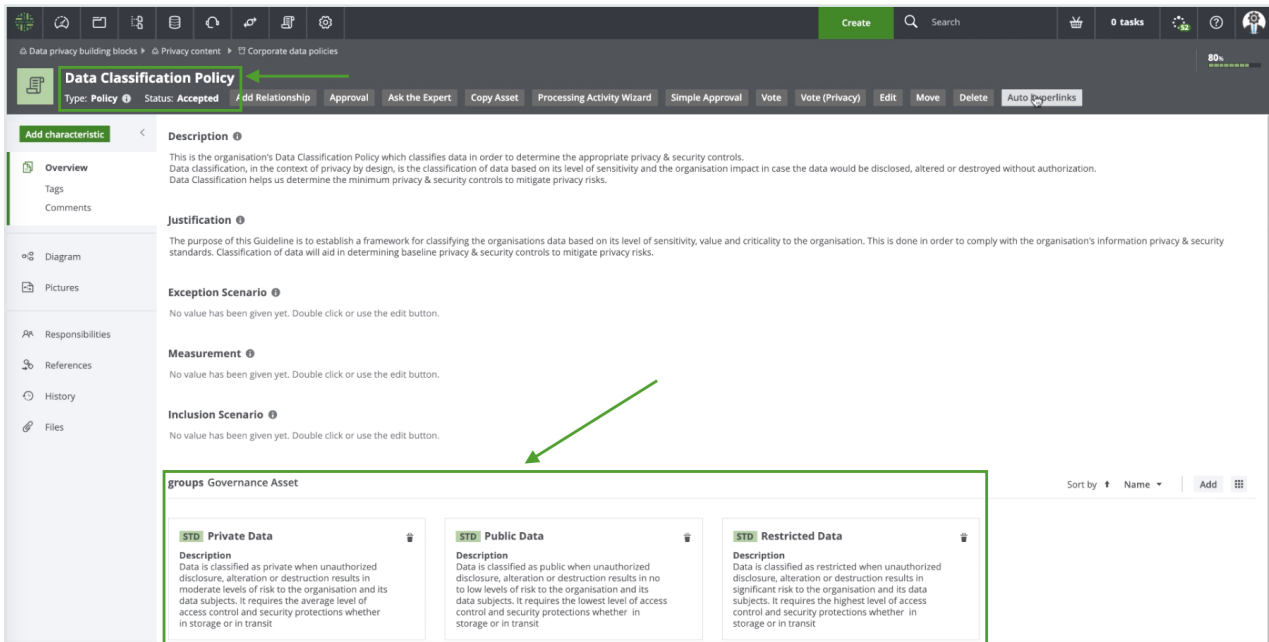 Create
Search
0 tasks
52
Data privacy building blocks
Privacy content
Corporate data policies
80%
Data Classification Policy
Type: Policy Status: Accepted
Add Relationship
Approval
Ask the Expert
Copy Asset
Processing Activity Wizard
Simple Approval
Vote
Vote (Privacy)
Edit
Move
Delete
Auto Hyperlinks
Add characteristic
Overview
Tags
Comments
Diagram
Pictures
Responsibilities
References
History
Files
Description
This is the organisation's Data Classification Policy which classifies data in order to determine the appropriate privacy & security controls.
Data classification, in the context of privacy by design, is the classification of data based on its level of sensitivity and the organisation impact in case the data would be disclosed, altered or destroyed without authorization.
Data Classification helps us determine the minimum privacy & security controls to mitigate privacy risks.
Justification
The purpose of this Guideline is to establish a framework for classifying the organisations data based on its level of sensitivity, value and criticality to the organisation. This is done in order to comply with the organisation's information privacy & security
standards. Classification of data will aid in determining baseline privacy & security controls to mitigate privacy risks.
Exception Scenario
No value has been given yet. Double click or use the edit button.
Measurement
No value has been given yet. Double click or use the edit button.
Inclusion Scenario
No value has been given yet. Double click or use the edit button.
groups Governance Asset
Sort by Name
Add
STD Private Data
Description
Data is classified as private when unauthorized
disclosure, alteration or destruction results in
moderate levels of risk to the organisation and its
data subjects. It requires the average level of
access control and security protections whether
in storage or in transit
STD Public Data
Description
Data is classified as public when unauthorized
disclosure, alteration or destruction results in no
to low levels of risk to the organisation and its
data subjects. It requires the lowest level of access
control and security protections whether in
storage or in transit
STD Restricted Data
Description
Data is classified as restricted when unauthorized
disclosure, alteration or destruction results in
significant risk to the organisation and its data
subjects. It requires the highest level of access
control and security protections whether in
storage or in transit